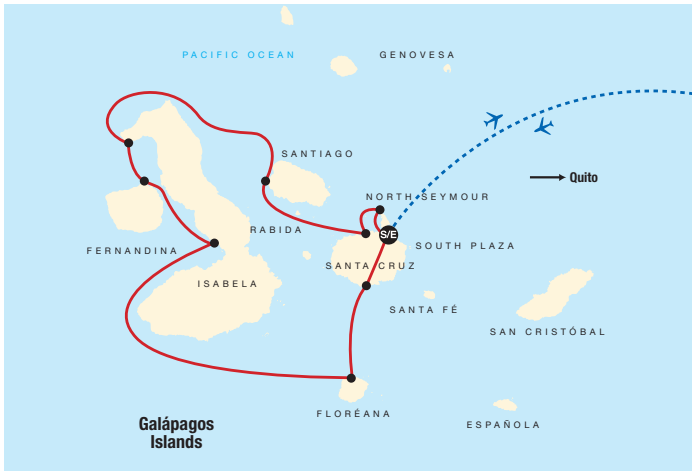 PACIFIC OCEAN
GENOVESA
SANTIAGO
Quito
NORTH SEYMOUR
RABIDA
S/E
SOUTH PLAZA
FERNANDINA
SANTA CRUZ
ISABELA
SANTA FÉ
SAN CRISTÓBAL
FLORÉANA
ESPAÑOLA
Galápagos
Islands